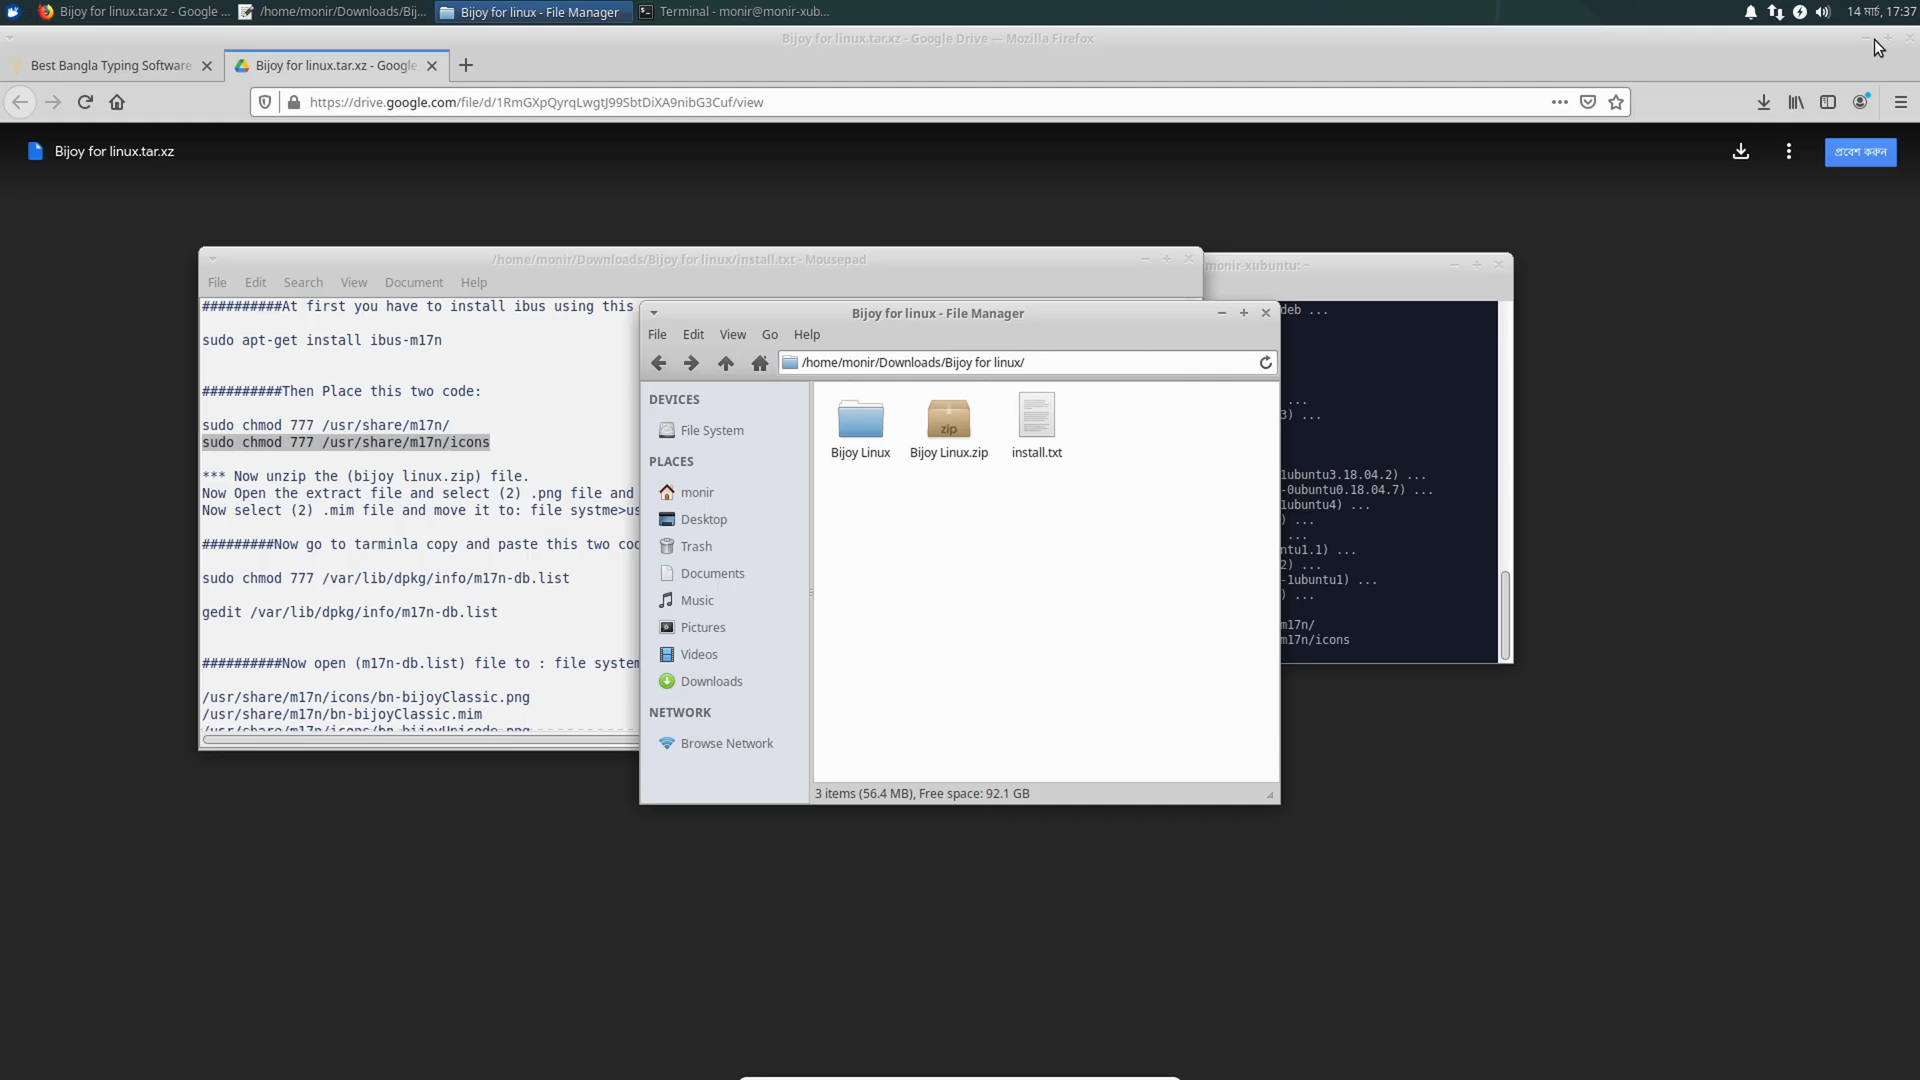 Bijoy for linux.tar.xz - Google ...
/home/monir/Downloads/Bij...
Bijoy for linux - File Manager
Terminal - monir@monir-xub...
14 মার্চ, 17:37
Bijoy for linux.tar.xz - Google Drive — Mozilla Firefox
Best Bangla Typing Software
Bijoy for linux.tar.xz - Google
https://drive.google.com/file/d/1RmGXpQyrqLwgtJ99SbtDiXA9nibG3Cuf/view
Bijoy for linux.tar.xz
প্রবেশ করুন
/home/monir/Downloads/Bijoy for linux/install.txt - Mousepad
File Edit Search View Document Help
##########At first you have to install ibus using this
sudo apt-get install ibus-m17n
##########Then Place this two code:
sudo chmod 777 /usr/share/m17n/
sudo chmod 777 /usr/share/m17n/icons
*** Now unzip the (bijoy linux.zip) file.
Now Open the extract file and select (2) .png file and
Now select (2) .mim file and move it to: file systme>us
#########Now go to tarminla copy and paste this two cod
sudo chmod 777 /var/lib/dpkg/info/m17n-db.list
gedit /var/lib/dpkg/info/m17n-db.list
##########Now open (m17n-db.list) file to : file system
/usr/share/m17n/icons/bn-bijoyClassic.png
/usr/share/m17n/bn-bijoyClassic.mim
/usr/share/m17n/icons/bn-bijoyUnicode.png
Bijoy for linux - File Manager
File Edit View Go Help
/home/monir/Downloads/Bijoy for linux/
DEVICES
File System
PLACES
monir
Desktop
Trash
Documents
Music
Pictures
Videos
Downloads
NETWORK
Browse Network
Bijoy Linux
zip
Bijoy Linux.zip
install.txt
3 items (56.4 MB), Free space: 92.1 GB
monir-xubuntu: ~
deb ...
...
3) ...
1ubuntu3.18.04.2) ...
-0ubuntu0.18.04.7) ...
1ubuntu4) ...
) ...
...
ntu1.1) ...
2) ...
-1ubuntu1) ...
) ...
m17n/
m17n/icons